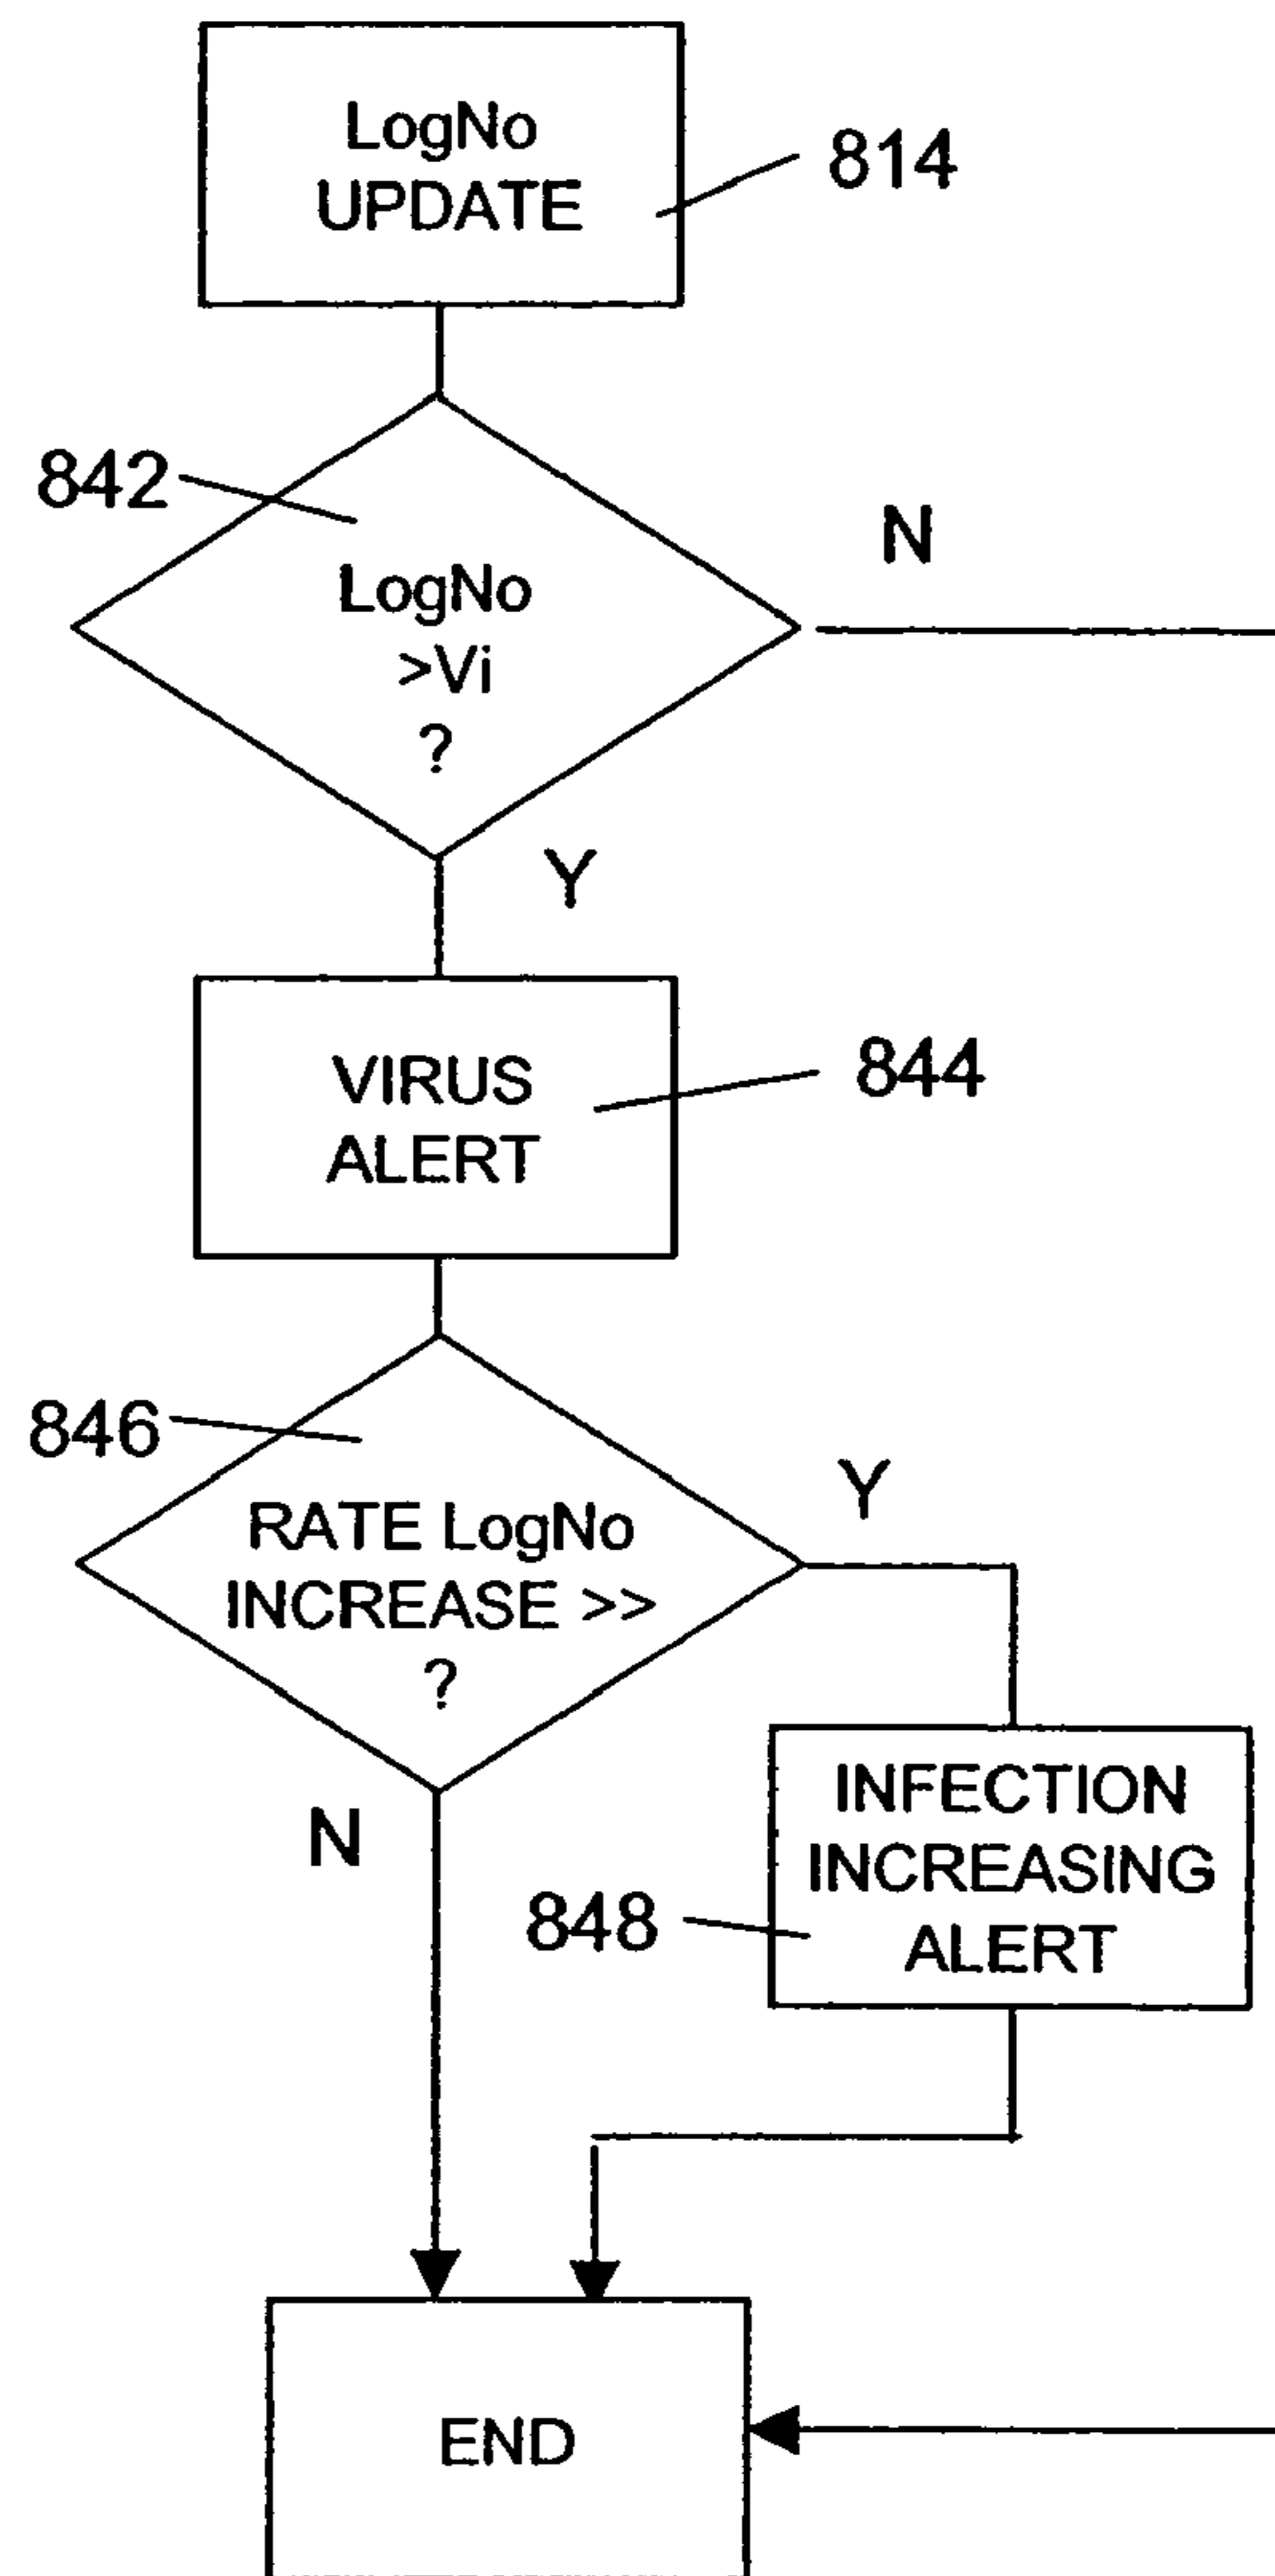 LogNo
UPDATE
814
842
N
LogNo
>Vi
?
Y
VIRUS
ALERT
844
846
Y
RATE LogNo
INCREASE >>
?
N
INFECTION
INCREASING
ALERT
848
END